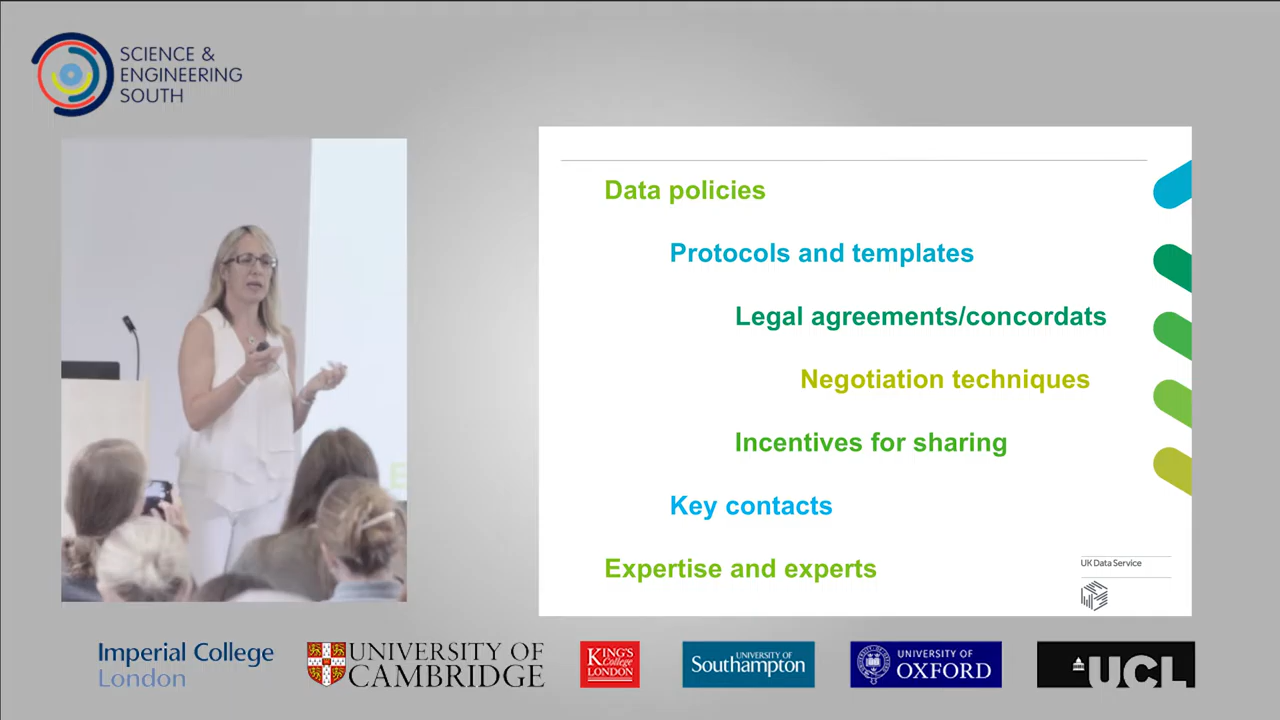 SCIENCE &
ENGINEERING
SOUTH
Data policies
Protocols and templates
Legal agreements/concordats
Negotiation techniques
Incentives for sharing
Key contacts
Expertise and experts
UK Data Service
Imperial College
London
UNIVERSITY OF
CAMBRIDGE
KING'S
College
LONDON
UNIVERSITY OF
Southampton
UNIVERSITY OF
OXFORD
UCL